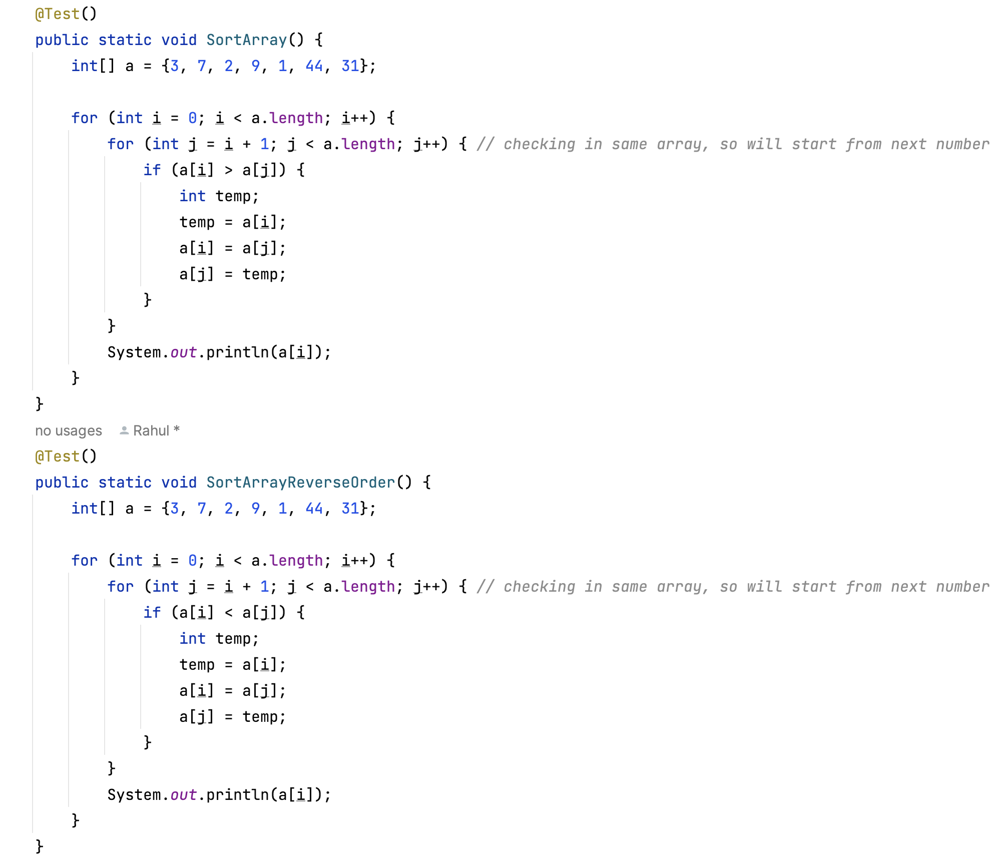 @Test()
public static void SortArray() {
    int[] a = {3, 7, 2, 9, 1, 44, 31};

    for (int i = 0; i < a.length; i++) {
        for (int j = i + 1; j < a.length; j++) { // checking in same array, so will start from next number
            if (a[i] > a[j]) {
                int temp;
                temp = a[i];
                a[i] = a[j];
                a[j] = temp;
            }
        }
        System.out.println(a[i]);
    }
}
no usages Rahul *
@Test()
public static void SortArrayReverseOrder() {
    int[] a = {3, 7, 2, 9, 1, 44, 31};

    for (int i = 0; i < a.length; i++) {
        for (int j = i + 1; j < a.length; j++) { // checking in same array, so will start from next number
            if (a[i] < a[j]) {
                int temp;
                temp = a[i];
                a[i] = a[j];
                a[j] = temp;
            }
        }
        System.out.println(a[i]);
    }
}